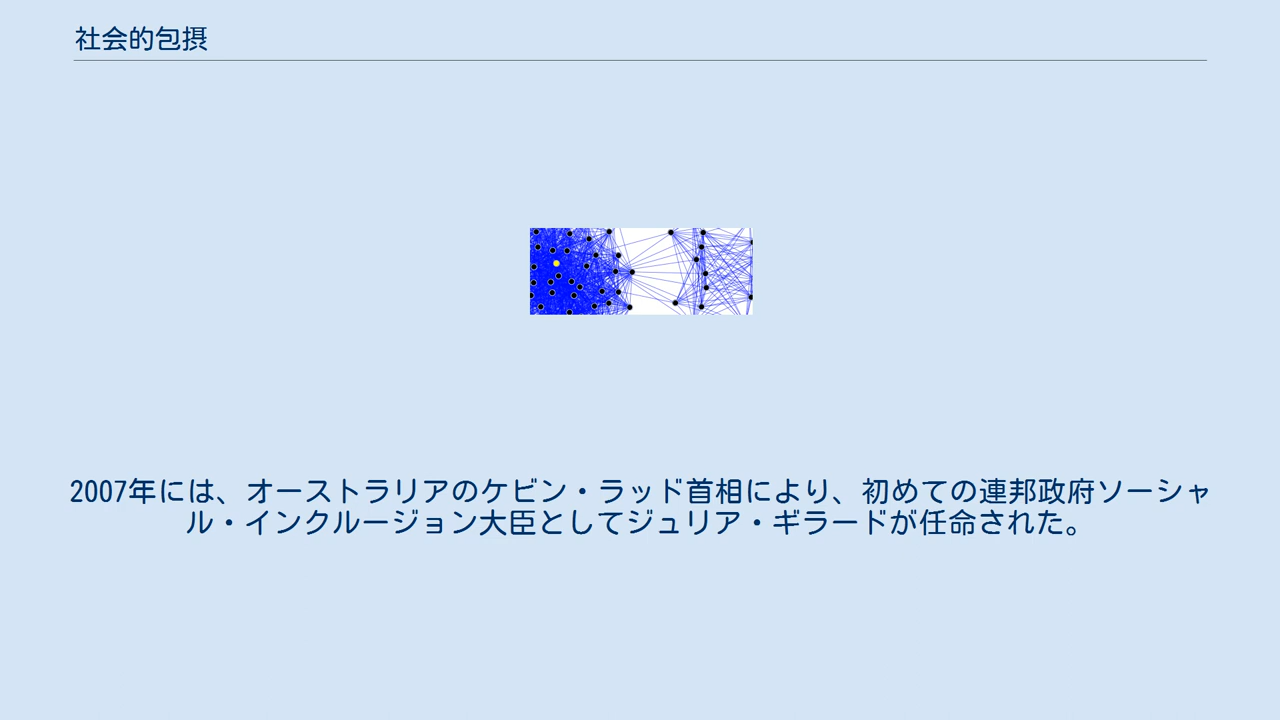 社会的包摂
2007年には、オーストラリアのケビン・ラッド首相により、初めての連邦政府ソーシャ
ル・インクルージョン大臣としてジュリア・ギラードが任命された。